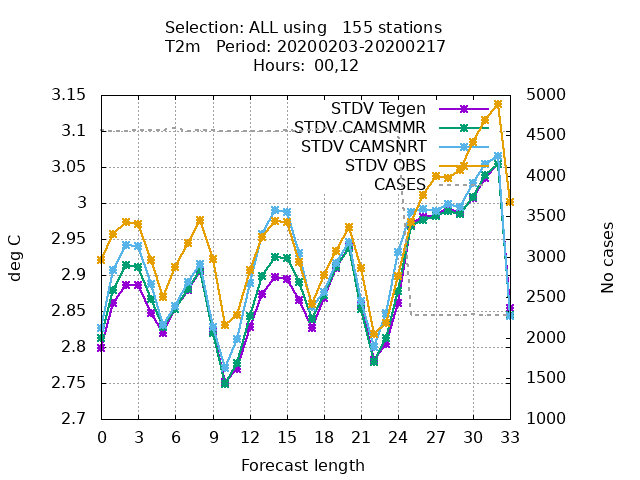 Selection: ALL using   155 stations
T2m   Period: 20200203-20200217
Hours:  00,12
STDV Tegen
STDV CAMSMMR
STDV CAMSNRT
STDV OBS
CASES
deg C
3.15
3.1
3.05
3
2.95
2.9
2.85
2.8
2.75
2.7
No cases
5000
4500
4000
3500
3000
2500
2000
1500
1000
0 3 6 9 12 15 18 21 24 27 30 33
Forecast length